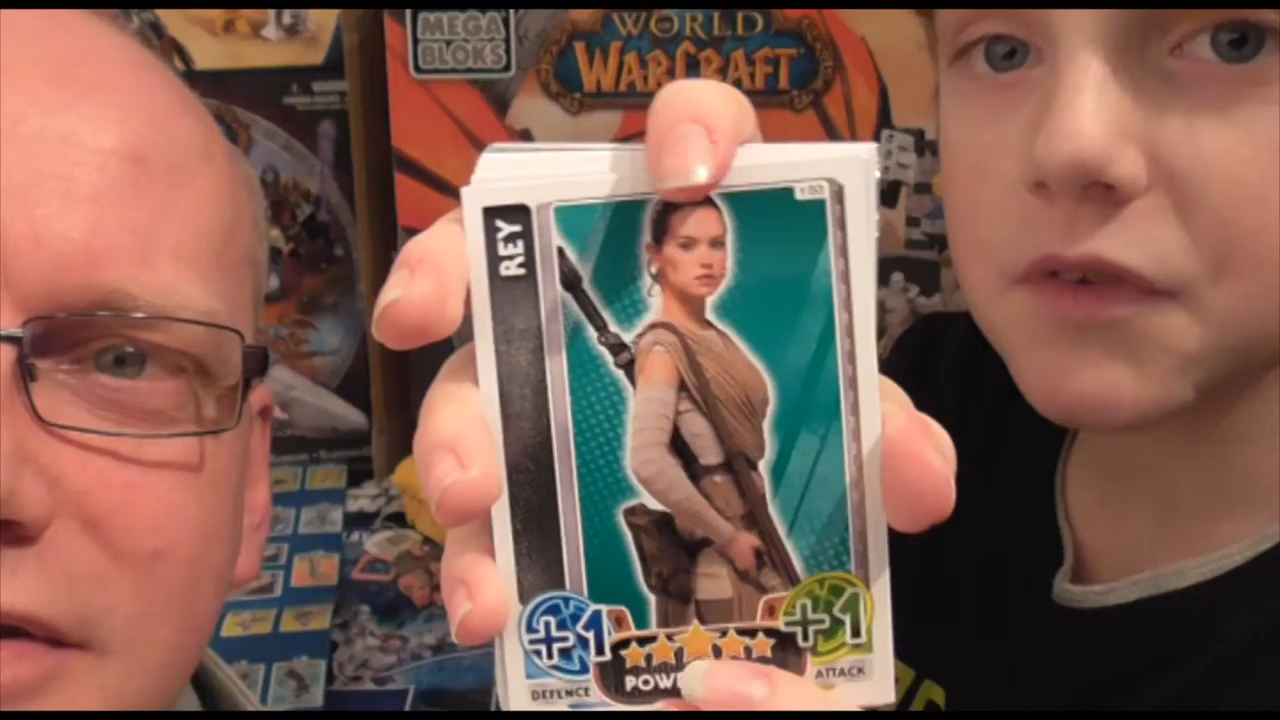 MEGA
BLOKS
WORLD
WARCRAFT
REY
+1
+1
DEFENCE
ATTACK